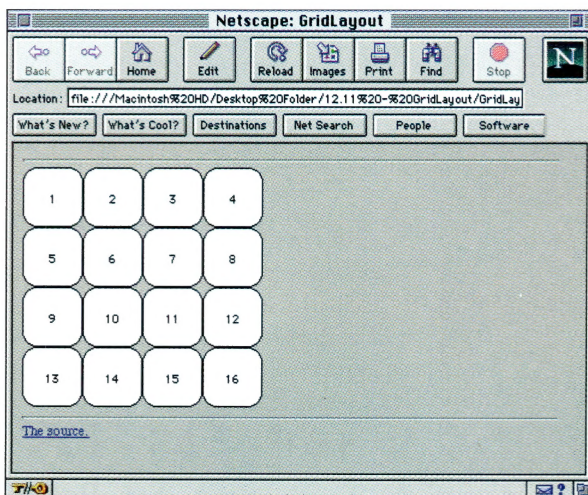 Netscape: GridLayout
Back Forward Home Edit Reload Images Print Find Stop N
Location: file:///Macintosh%20HD/Desktop%20Folder/12.11%20-%20GridLayout/GridLay
What's New? What's Cool? Destinations Net Search People Software
1 2 3 4
5 6 7 8
9 10 11 12
13 14 15 16
The source.
?